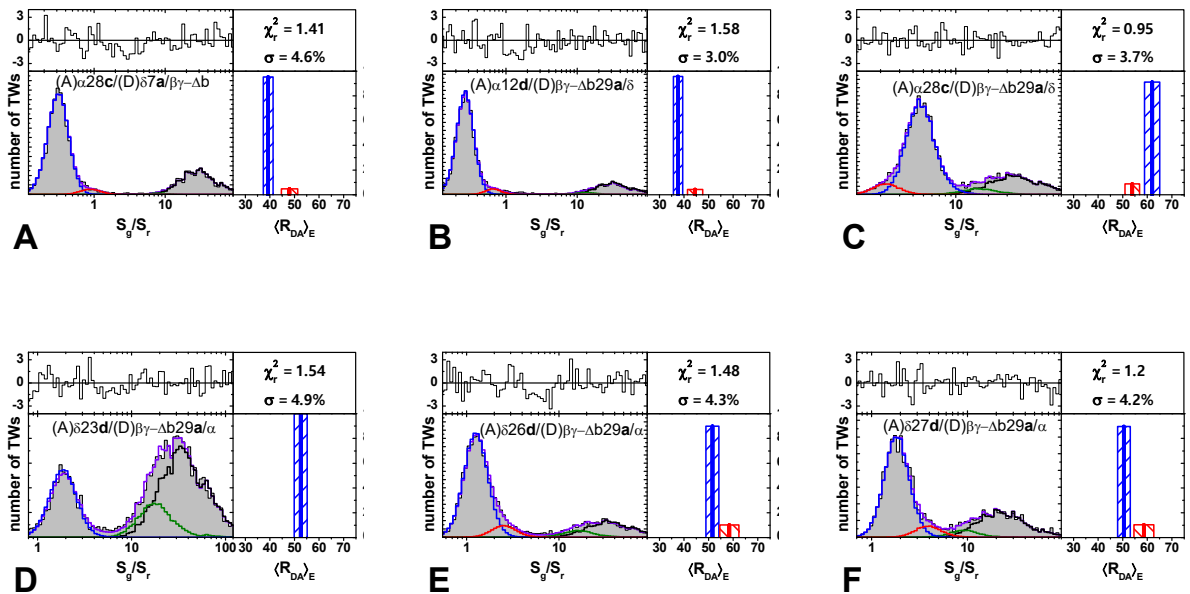 3
0
-3
χ²r = 1.41
σ = 4.6%
number of TWs
(A)α28c/(D)δ7a/βγ−Δb
1 10
30 40 50 60 70
Sg/Sr
⟨RDA⟩E
A
3
0
-3
χ²r = 1.58
σ = 3.0%
number of TWs
(A)α12d/(D)βγ−Δb29a/δ
1 10
30 40 50 60 70
Sg/Sr
⟨RDA⟩E
B
3
0
-3
χ²r = 0.95
σ = 3.7%
number of TWs
(A)α28c/(D)βγ−Δb29a/δ
10
30 40 50 60 70
Sg/Sr
⟨RDA⟩E
C
3
0
-3
χ²r = 1.54
σ = 4.9%
number of TWs
(A)δ23d/(D)βγ−Δb29a/α
1 10 100
30 40 50 60 70
Sg/Sr
⟨RDA⟩E
D
3
0
-3
χ²r = 1.48
σ = 4.3%
number of TWs
(A)δ26d/(D)βγ−Δb29a/α
1 10
30 40 50 60 70
Sg/Sr
⟨RDA⟩E
E
3
0
-3
χ²r = 1.2
σ = 4.2%
number of TWs
(A)δ27d/(D)βγ−Δb29a/α
1 10
30 40 50 60 70
Sg/Sr
⟨RDA⟩E
F